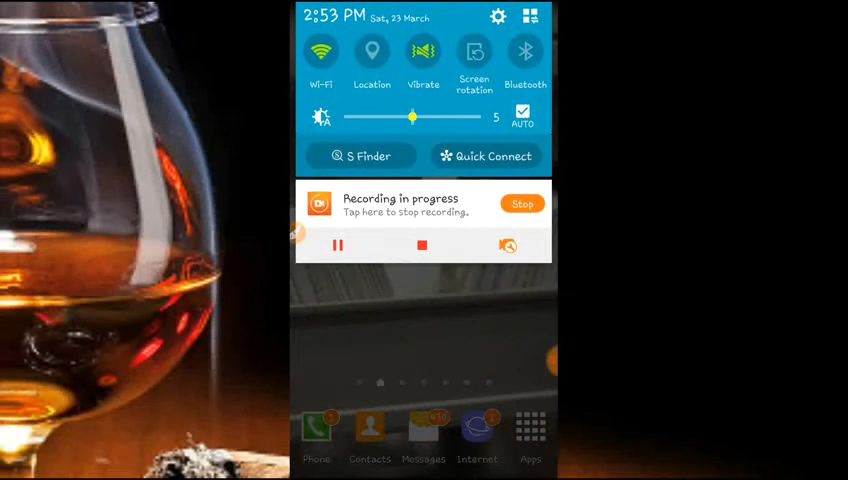 2:53 PM Sat, 23 March
Wi-Fi Location Vibrate Screen rotation Bluetooth
5 AUTO
S Finder Quick Connect
Recording in progress
Tap here to stop recording.
Stop
Phone Contacts Messages Internet Apps